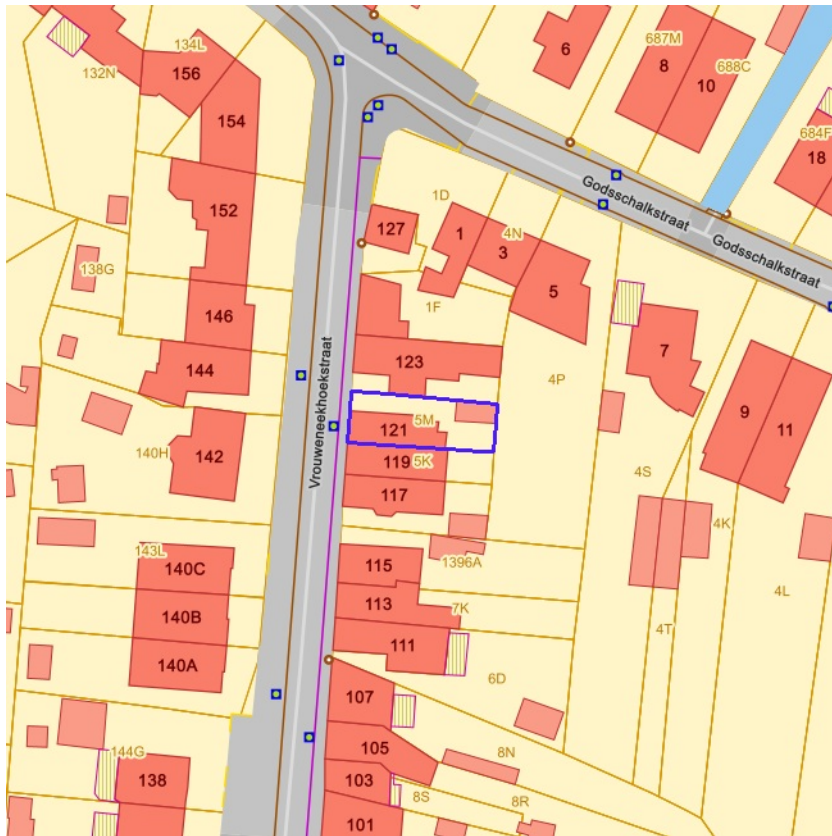 134L
132N
156
154
6
687M
8
688C
10
684F
18
Godsschalkstraat
Godsschalkstraat
152
1D
127
1
4N
3
5
138G
1F
146
144
123
7
4P
Vrouweneekhoekstraat
5M
121
9
11
140H
142
119
5K
117
4S
4K
143L
140C
115
1396A
140B
113
7K
4L
4T
111
140A
6D
107
144G
105
8N
138
103
8S
8R
101